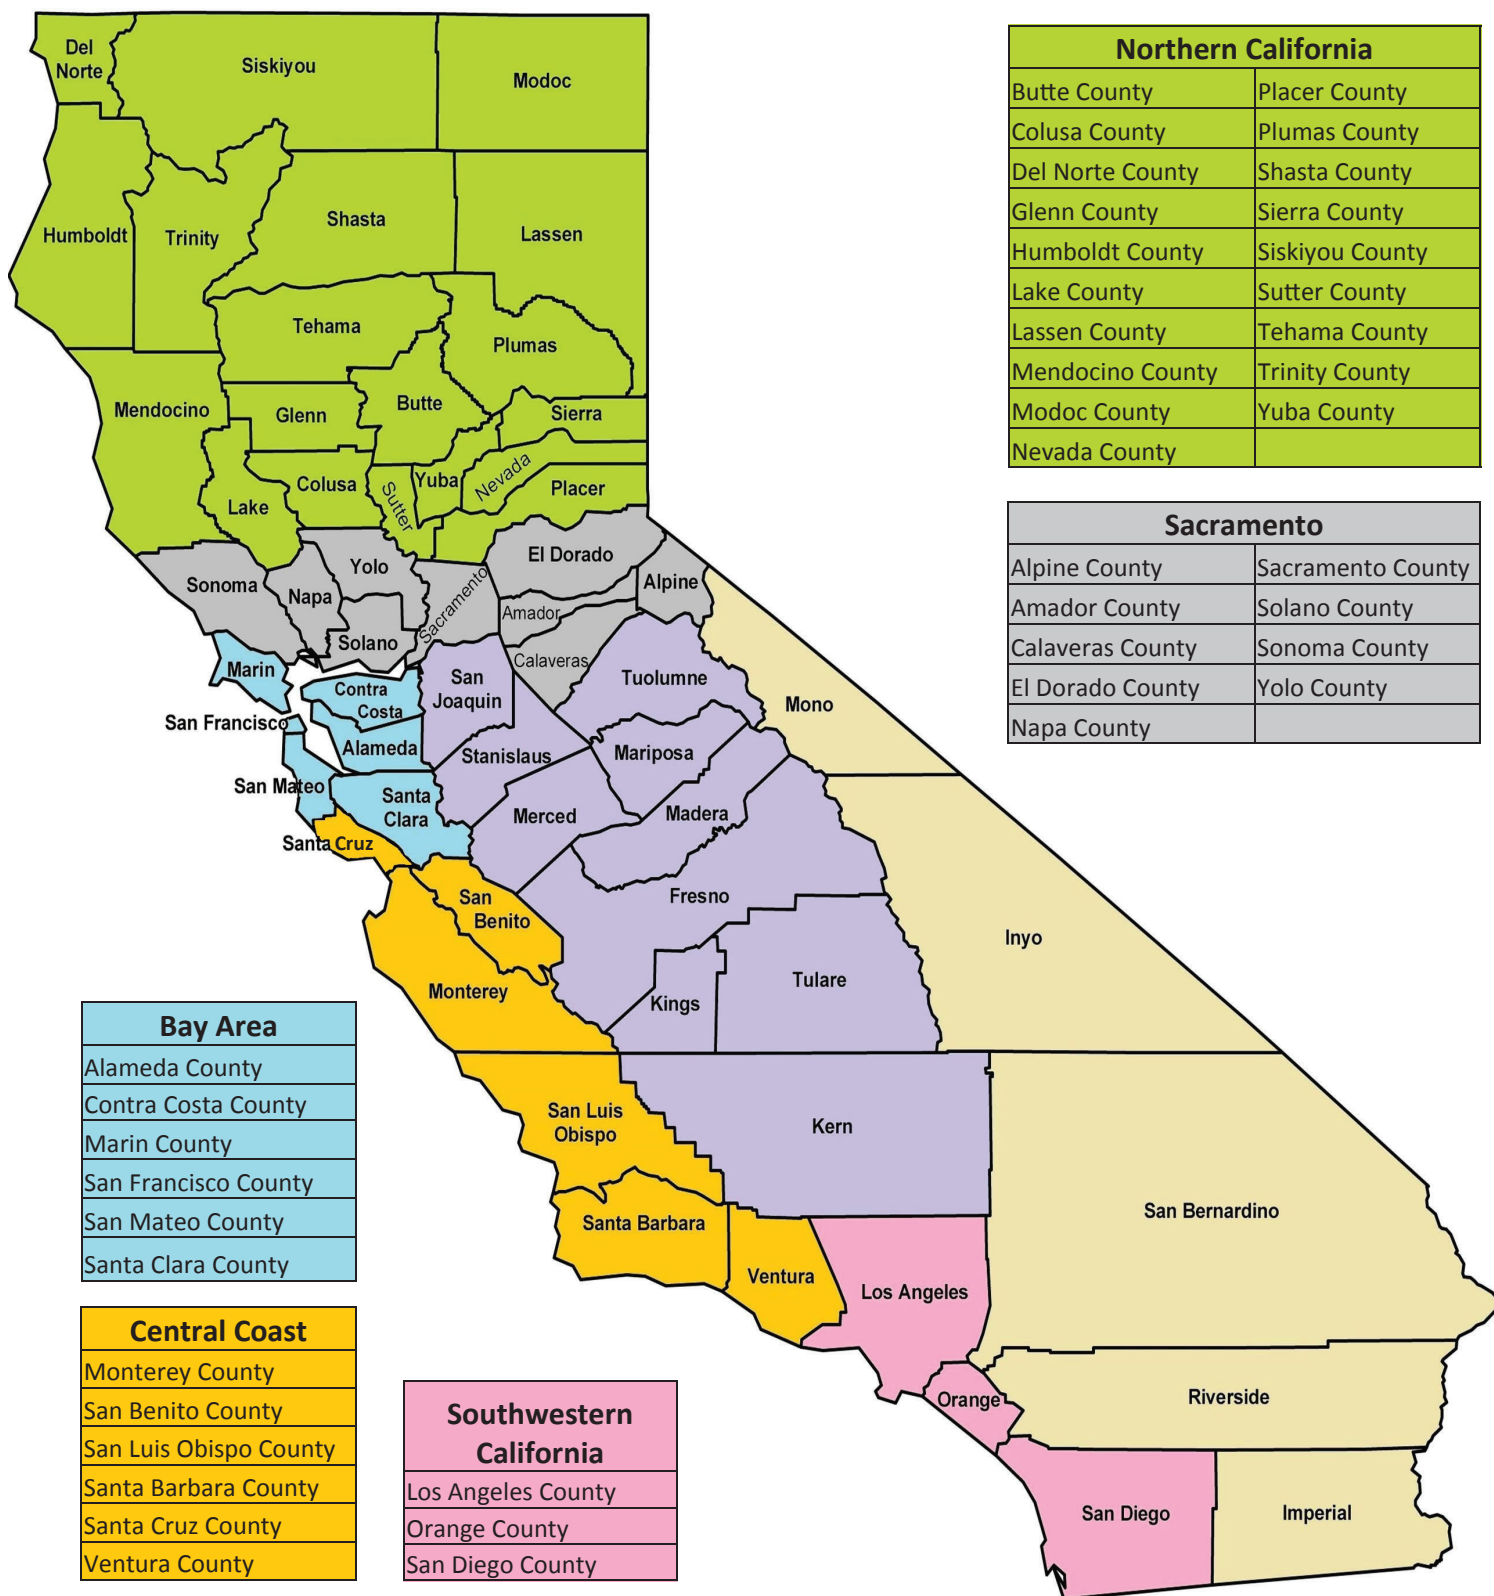 Del
Norte
Siskiyou
Modoc
Humboldt
Trinity
Shasta
Lassen
Tehama
Plumas
Mendocino
Glenn
Butte
Sierra
Lake
Colusa
Sutter
Yuba
Nevada
Placer
Sonoma
Napa
Yolo
Solano
Sacramento
El Dorado
Amador
Alpine
Calaveras
Marin
Contra
Costa
San
Joaquin
Tuolumne
Mono
San Francisco
Alameda
Stanislaus
Mariposa
San Mateo
Santa
Clara
Merced
Madera
Santa Cruz
San
Benito
Fresno
Inyo
Monterey
Kings
Tulare
San Luis
Obispo
Kern
Santa Barbara
Ventura
Los Angeles
San Bernardino
Orange
Riverside
San Diego
Imperial
Northern California
Butte County Placer County
Colusa County Plumas County
Del Norte County Shasta County
Glenn County Sierra County
Humboldt County Siskiyou County
Lake County Sutter County
Lassen County Tehama County
Mendocino County Trinity County
Modoc County Yuba County
Nevada County
Sacramento
Alpine County Sacramento County
Amador County Solano County
Calaveras County Sonoma County
El Dorado County Yolo County
Napa County
Bay Area
Alameda County
Contra Costa County
Marin County
San Francisco County
San Mateo County
Santa Clara County
Central Coast
Monterey County
San Benito County
San Luis Obispo County
Santa Barbara County
Santa Cruz County
Ventura County
Southwestern
California
Los Angeles County
Orange County
San Diego County